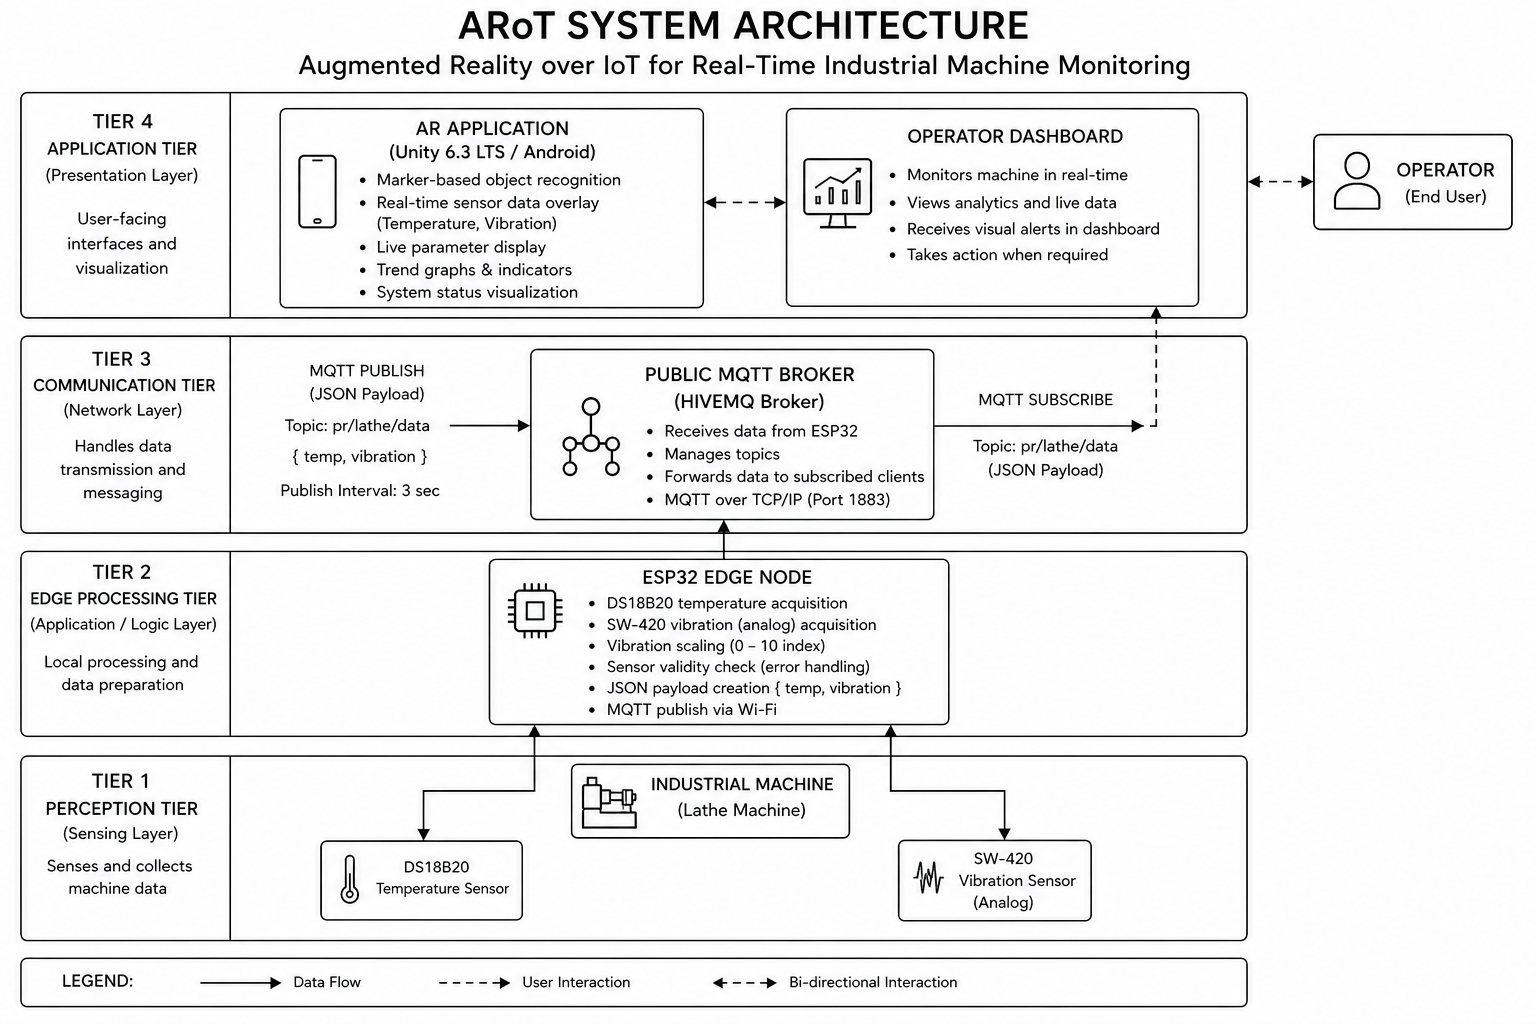 ARoT SYSTEM ARCHITECTURE
Augmented Reality over IoT for Real-Time Industrial Machine Monitoring
TIER 4
APPLICATION TIER
(Presentation Layer)
User-facing
interfaces and
visualization
AR APPLICATION
(Unity 6.3 LTS / Android)
• Marker-based object recognition
• Real-time sensor data overlay
(Temperature, Vibration)
• Live parameter display
• Trend graphs & indicators
• System status visualization
OPERATOR DASHBOARD
• Monitors machine in real-time
• Views analytics and live data
• Receives visual alerts in dashboard
• Takes action when required
OPERATOR
(End User)
TIER 3
COMMUNICATION TIER
(Network Layer)
Handles data
transmission and
messaging
MQTT PUBLISH
(JSON Payload)
Topic: pr/lathe/data
{ temp, vibration }
Publish Interval: 3 sec
PUBLIC MQTT BROKER
(HIVEMQ Broker)
• Receives data from ESP32
• Manages topics
• Forwards data to subscribed clients
• MQTT over TCP/IP (Port 1883)
MQTT SUBSCRIBE
Topic: pr/lathe/data
(JSON Payload)
TIER 2
EDGE PROCESSING TIER
(Application / Logic Layer)
Local processing and
data preparation
ESP32 EDGE NODE
• DS18B20 temperature acquisition
• SW-420 vibration (analog) acquisition
• Vibration scaling (0 – 10 index)
• Sensor validity check (error handling)
• JSON payload creation { temp, vibration }
• MQTT publish via Wi-Fi
TIER 1
PERCEPTION TIER
(Sensing Layer)
Senses and collects
machine data
INDUSTRIAL MACHINE
(Lathe Machine)
DS18B20
Temperature Sensor
SW-420
Vibration Sensor
(Analog)
LEGEND:
Data Flow
User Interaction
Bi-directional Interaction